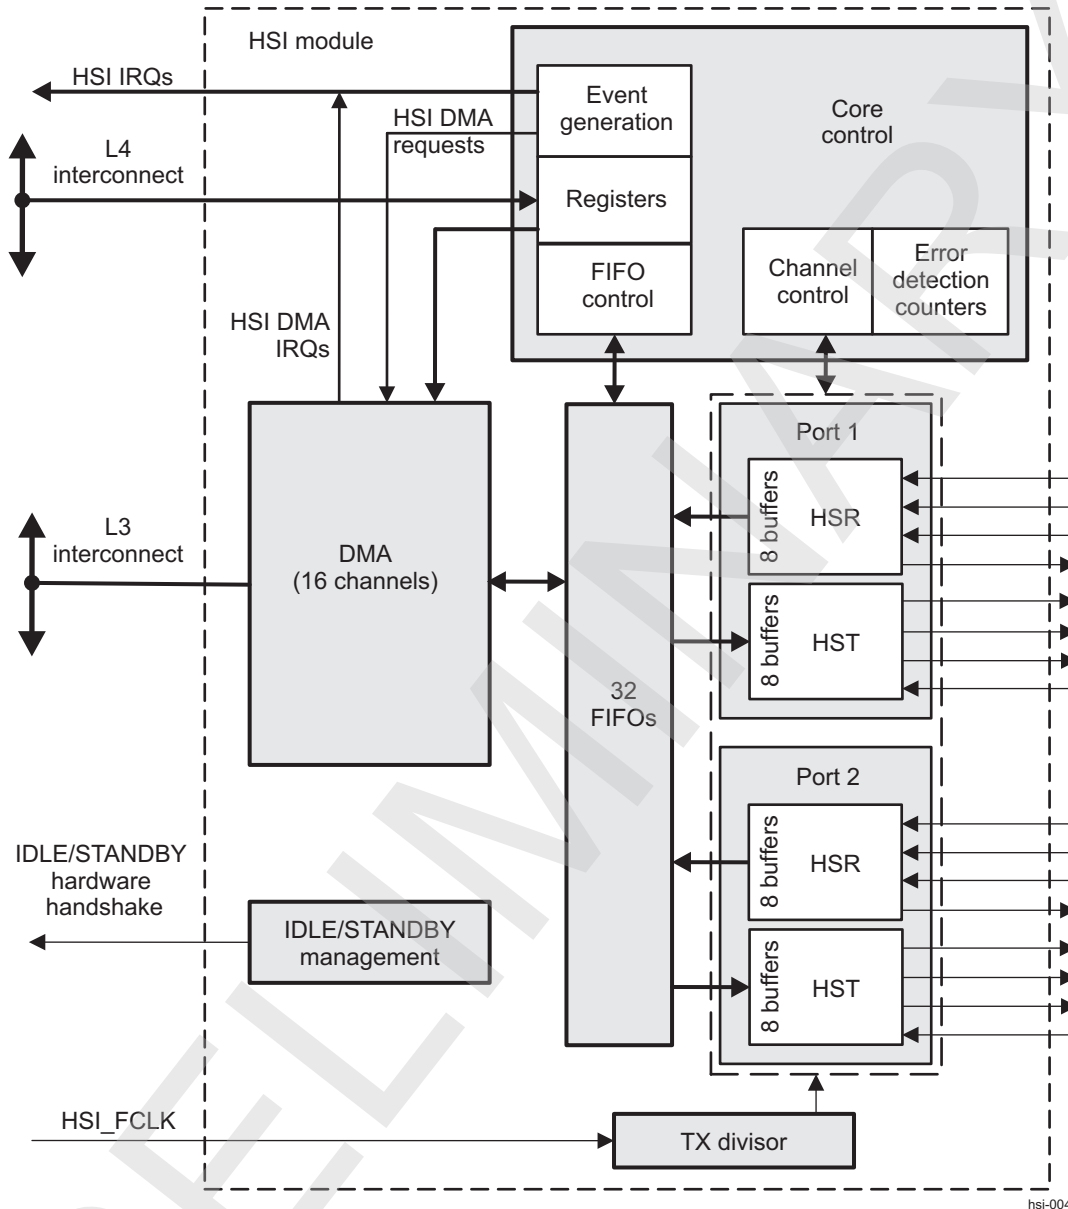 HSI module
HSI IRQs
Event
generation
Core
control
HSI DMA
requests
L4
interconnect
Registers
FIFO
control
Channel
control
Error
detection
counters
HSI DMA
IRQs
Port 1
8 buffers
HSR
L3
interconnect
DMA
(16 channels)
8 buffers
HST
32
FIFOs
Port 2
8 buffers
HSR
IDLE/STANDBY
hardware
handshake
IDLE/STANDBY
management
8 buffers
HST
HSI_FCLK
TX divisor
hsi-004
PRELIMINARY